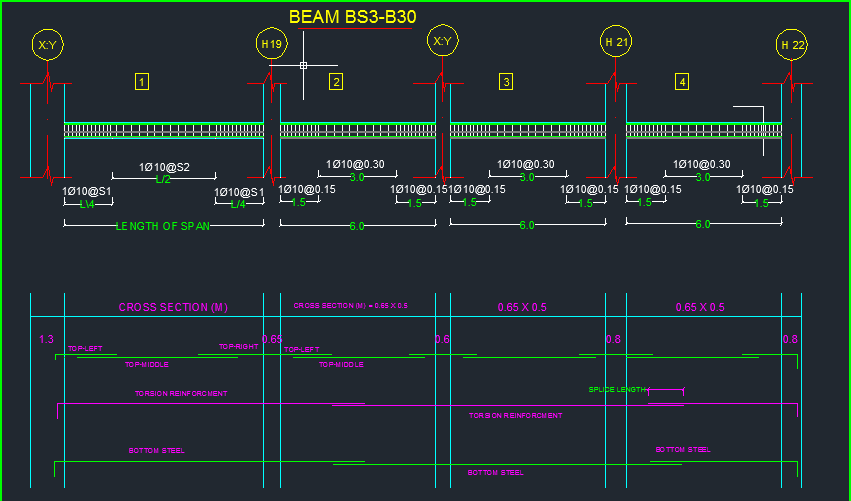 BEAM BS3-B30
X:Y H19 X:Y H 21 H 22
1 2 3 4
1Ø10@S2 1Ø10@0.30 1Ø10@0.30 1Ø10@0.30
L/2 3.0 3.0 3.0
1Ø10@S1 1Ø10@S1 1Ø10@0.15 1Ø10@0.15 1Ø10@0.15 1Ø10@0.15 1Ø10@0.15 1Ø10@0.15
L\4 L/4 1.5 1.5 1.5 1.5 1.5 1.5
LENGTH OF SPAN 6.0 6.0 6.0
CROSS SECTION (M) CROSS SECTION (M) = 0.65 X 0.5 0.65 X 0.5 0.65 X 0.5
1.3 0.65 0.6 0.8 0.8
TOP-LEFT TOP-RIGHT TOP-LEFT
TOP-MIDDLE TOP-MIDDLE
SPLICE LENGTH
TORSION REINFORCMENT
TORSION REINFORCMENT
BOTTOM STEEL BOTTOM STEEL
BOTTOM STEEL